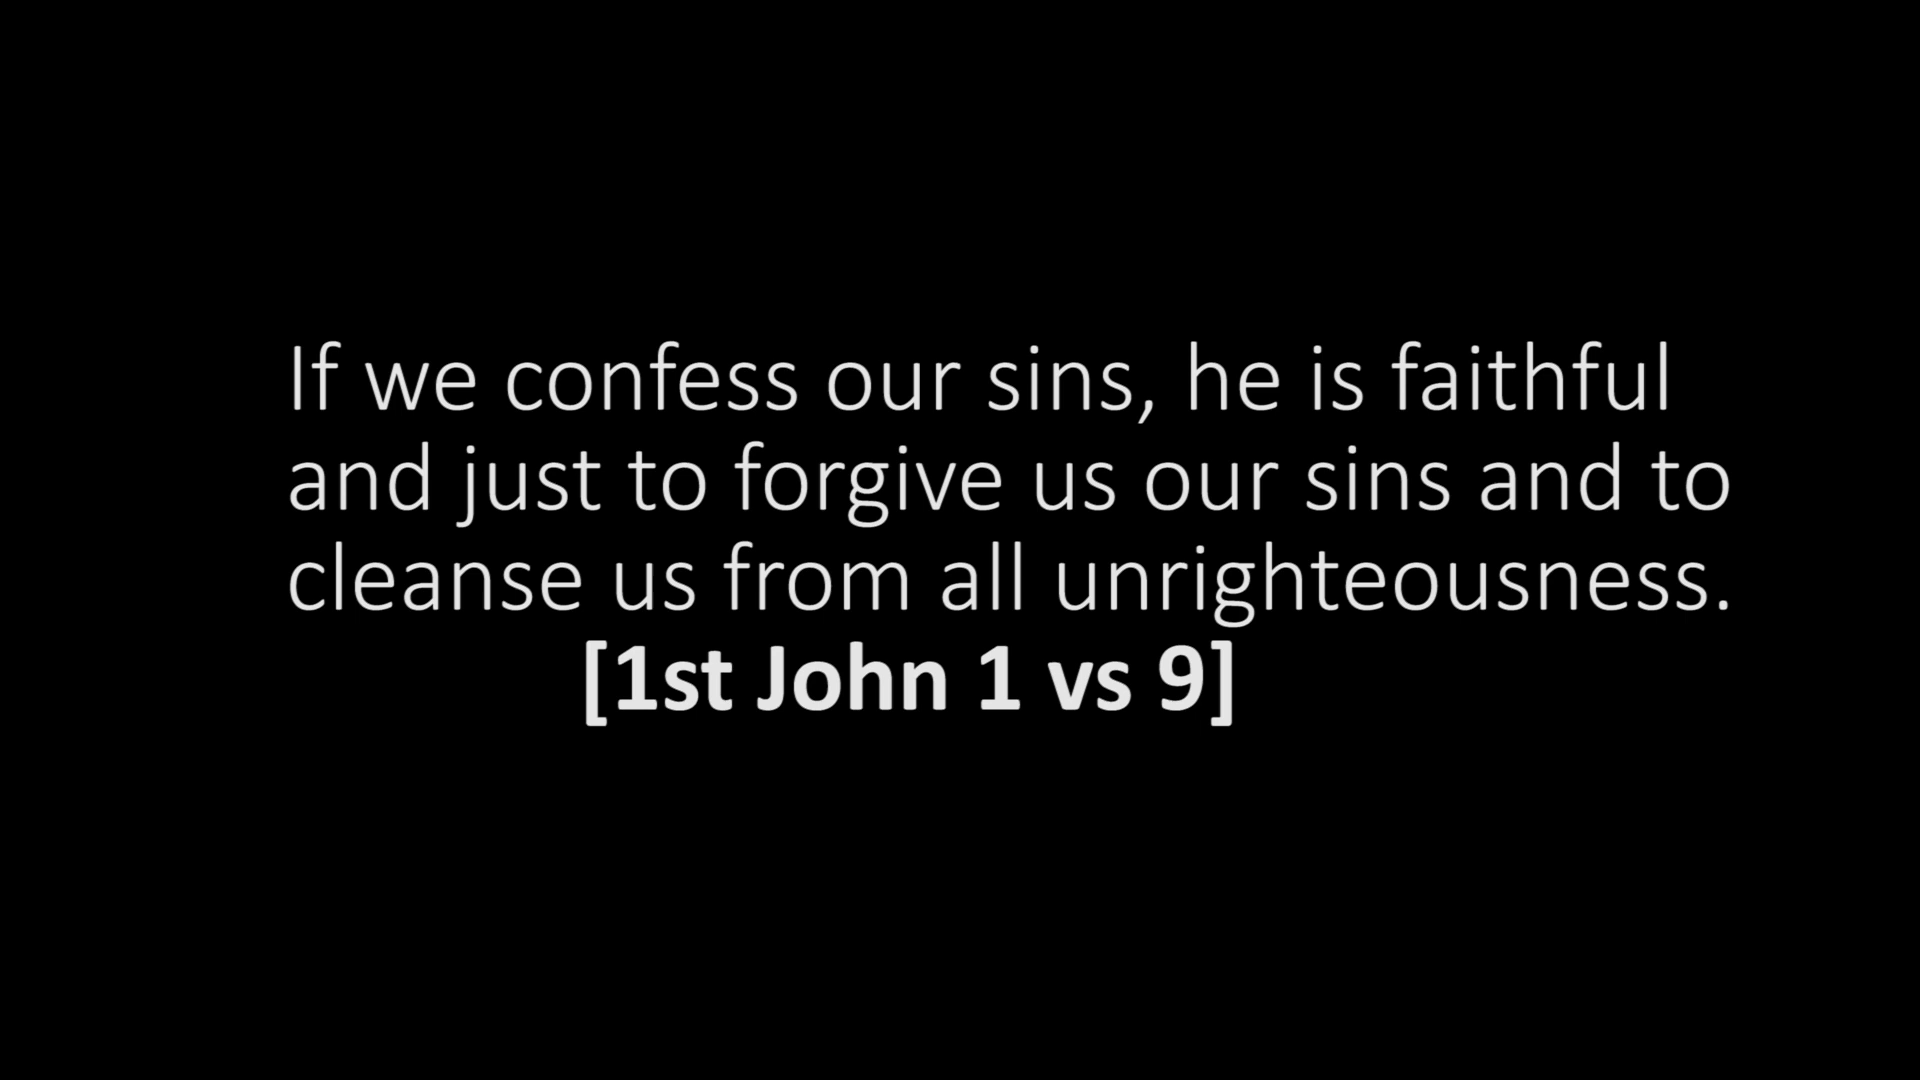 If we confess our sins, he is faithful
and just to forgive us our sins and to
cleanse us from all unrighteousness.
[1st John 1 vs 9]